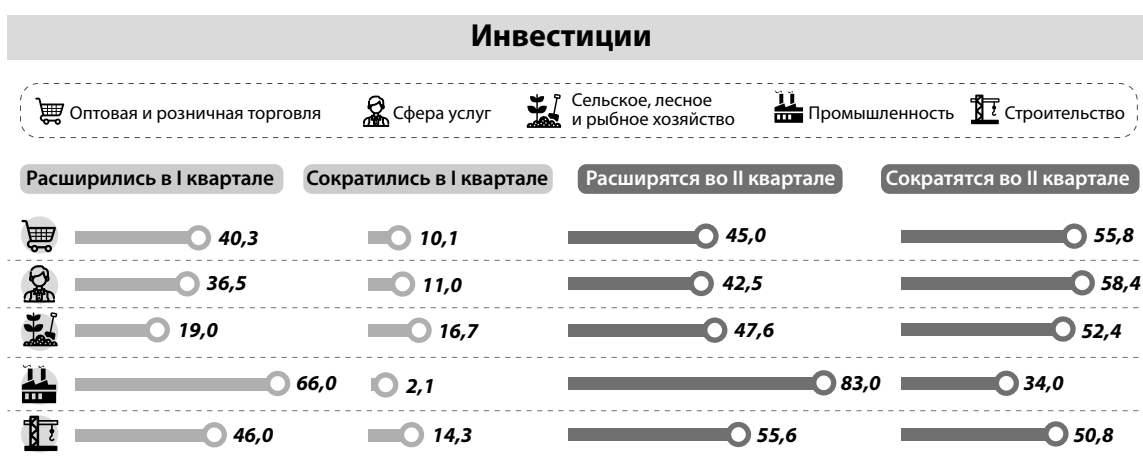 Инвестиции
Оптовая и розничная торговля
Сфера услуг
Сельское, лесное
и рыбное хозяйство
Промышленность
Строительство
Расширились в I квартале
Сократились в I квартале
Расширятся во II квартале
Сократятся во II квартале
40,3 10,1 45,0 55,8
36,5 11,0 42,5 58,4
19,0 16,7 47,6 52,4
66,0 2,1 83,0 34,0
46,0 14,3 55,6 50,8